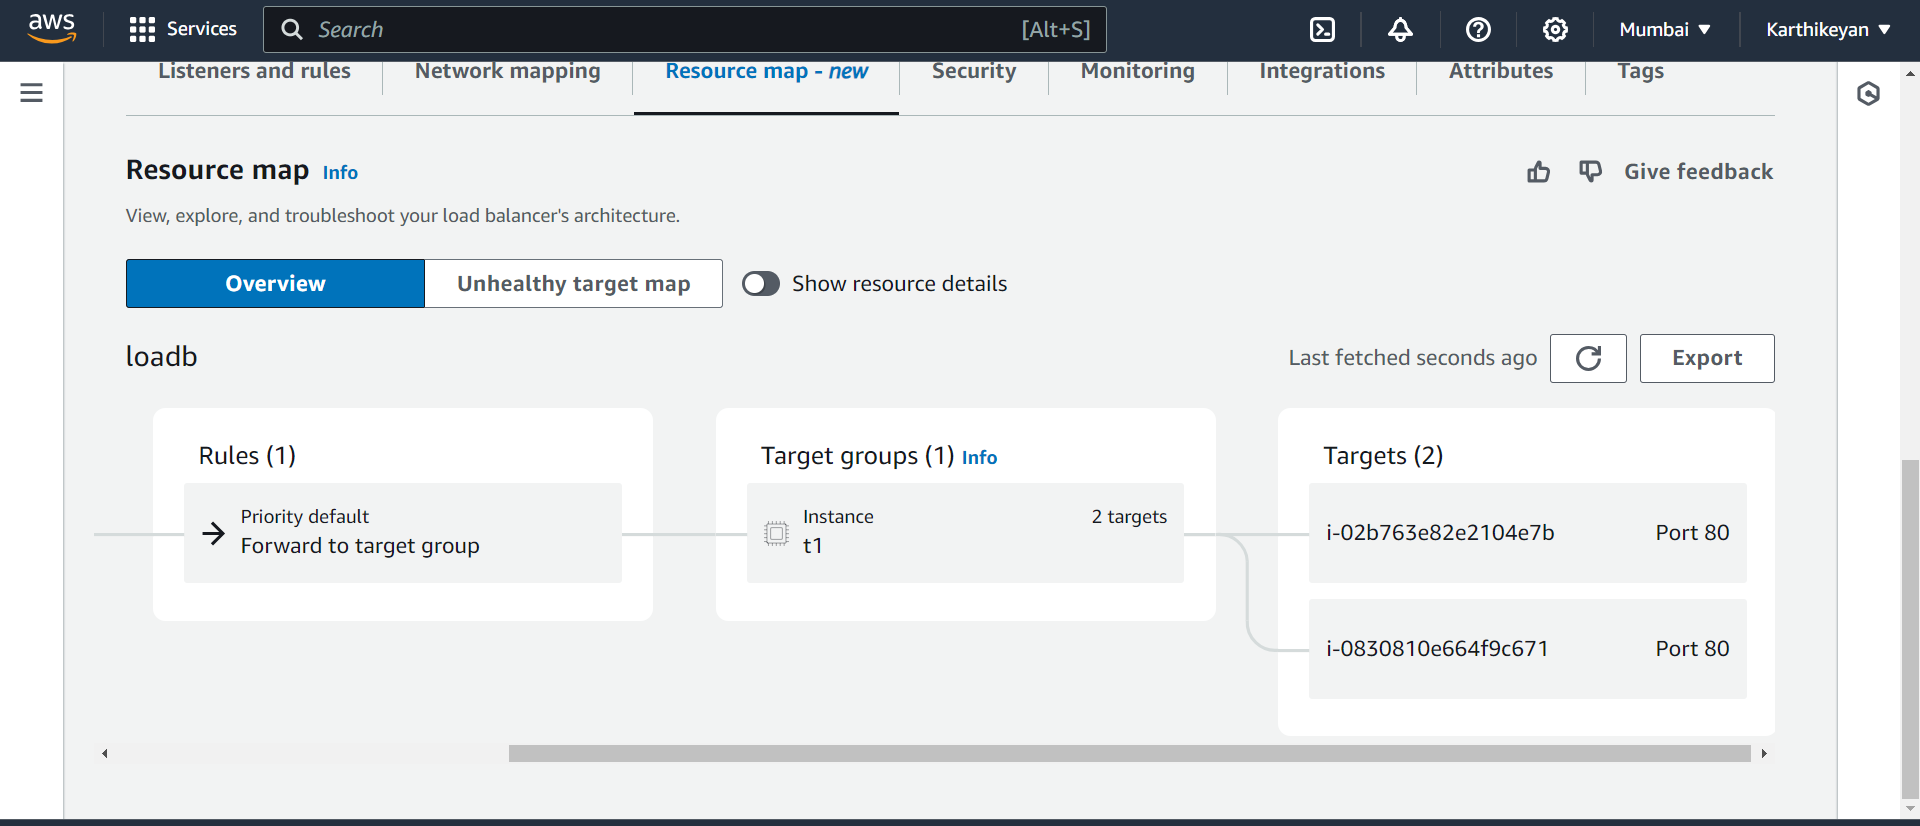 aws Services Search [Alt+S] Mumbai Karthikeyan
Listeners and rules Network mapping Resource map - new Security Monitoring Integrations Attributes Tags
Resource map Info Give feedback
View, explore, and troubleshoot your load balancer's architecture.
Overview Unhealthy target map Show resource details
loadb Last fetched seconds ago Export
Rules (1)
Priority default
Forward to target group
Target groups (1) Info
Instance 2 targets
t1
Targets (2)
i-02b763e82e2104e7b Port 80
i-0830810e664f9c671 Port 80